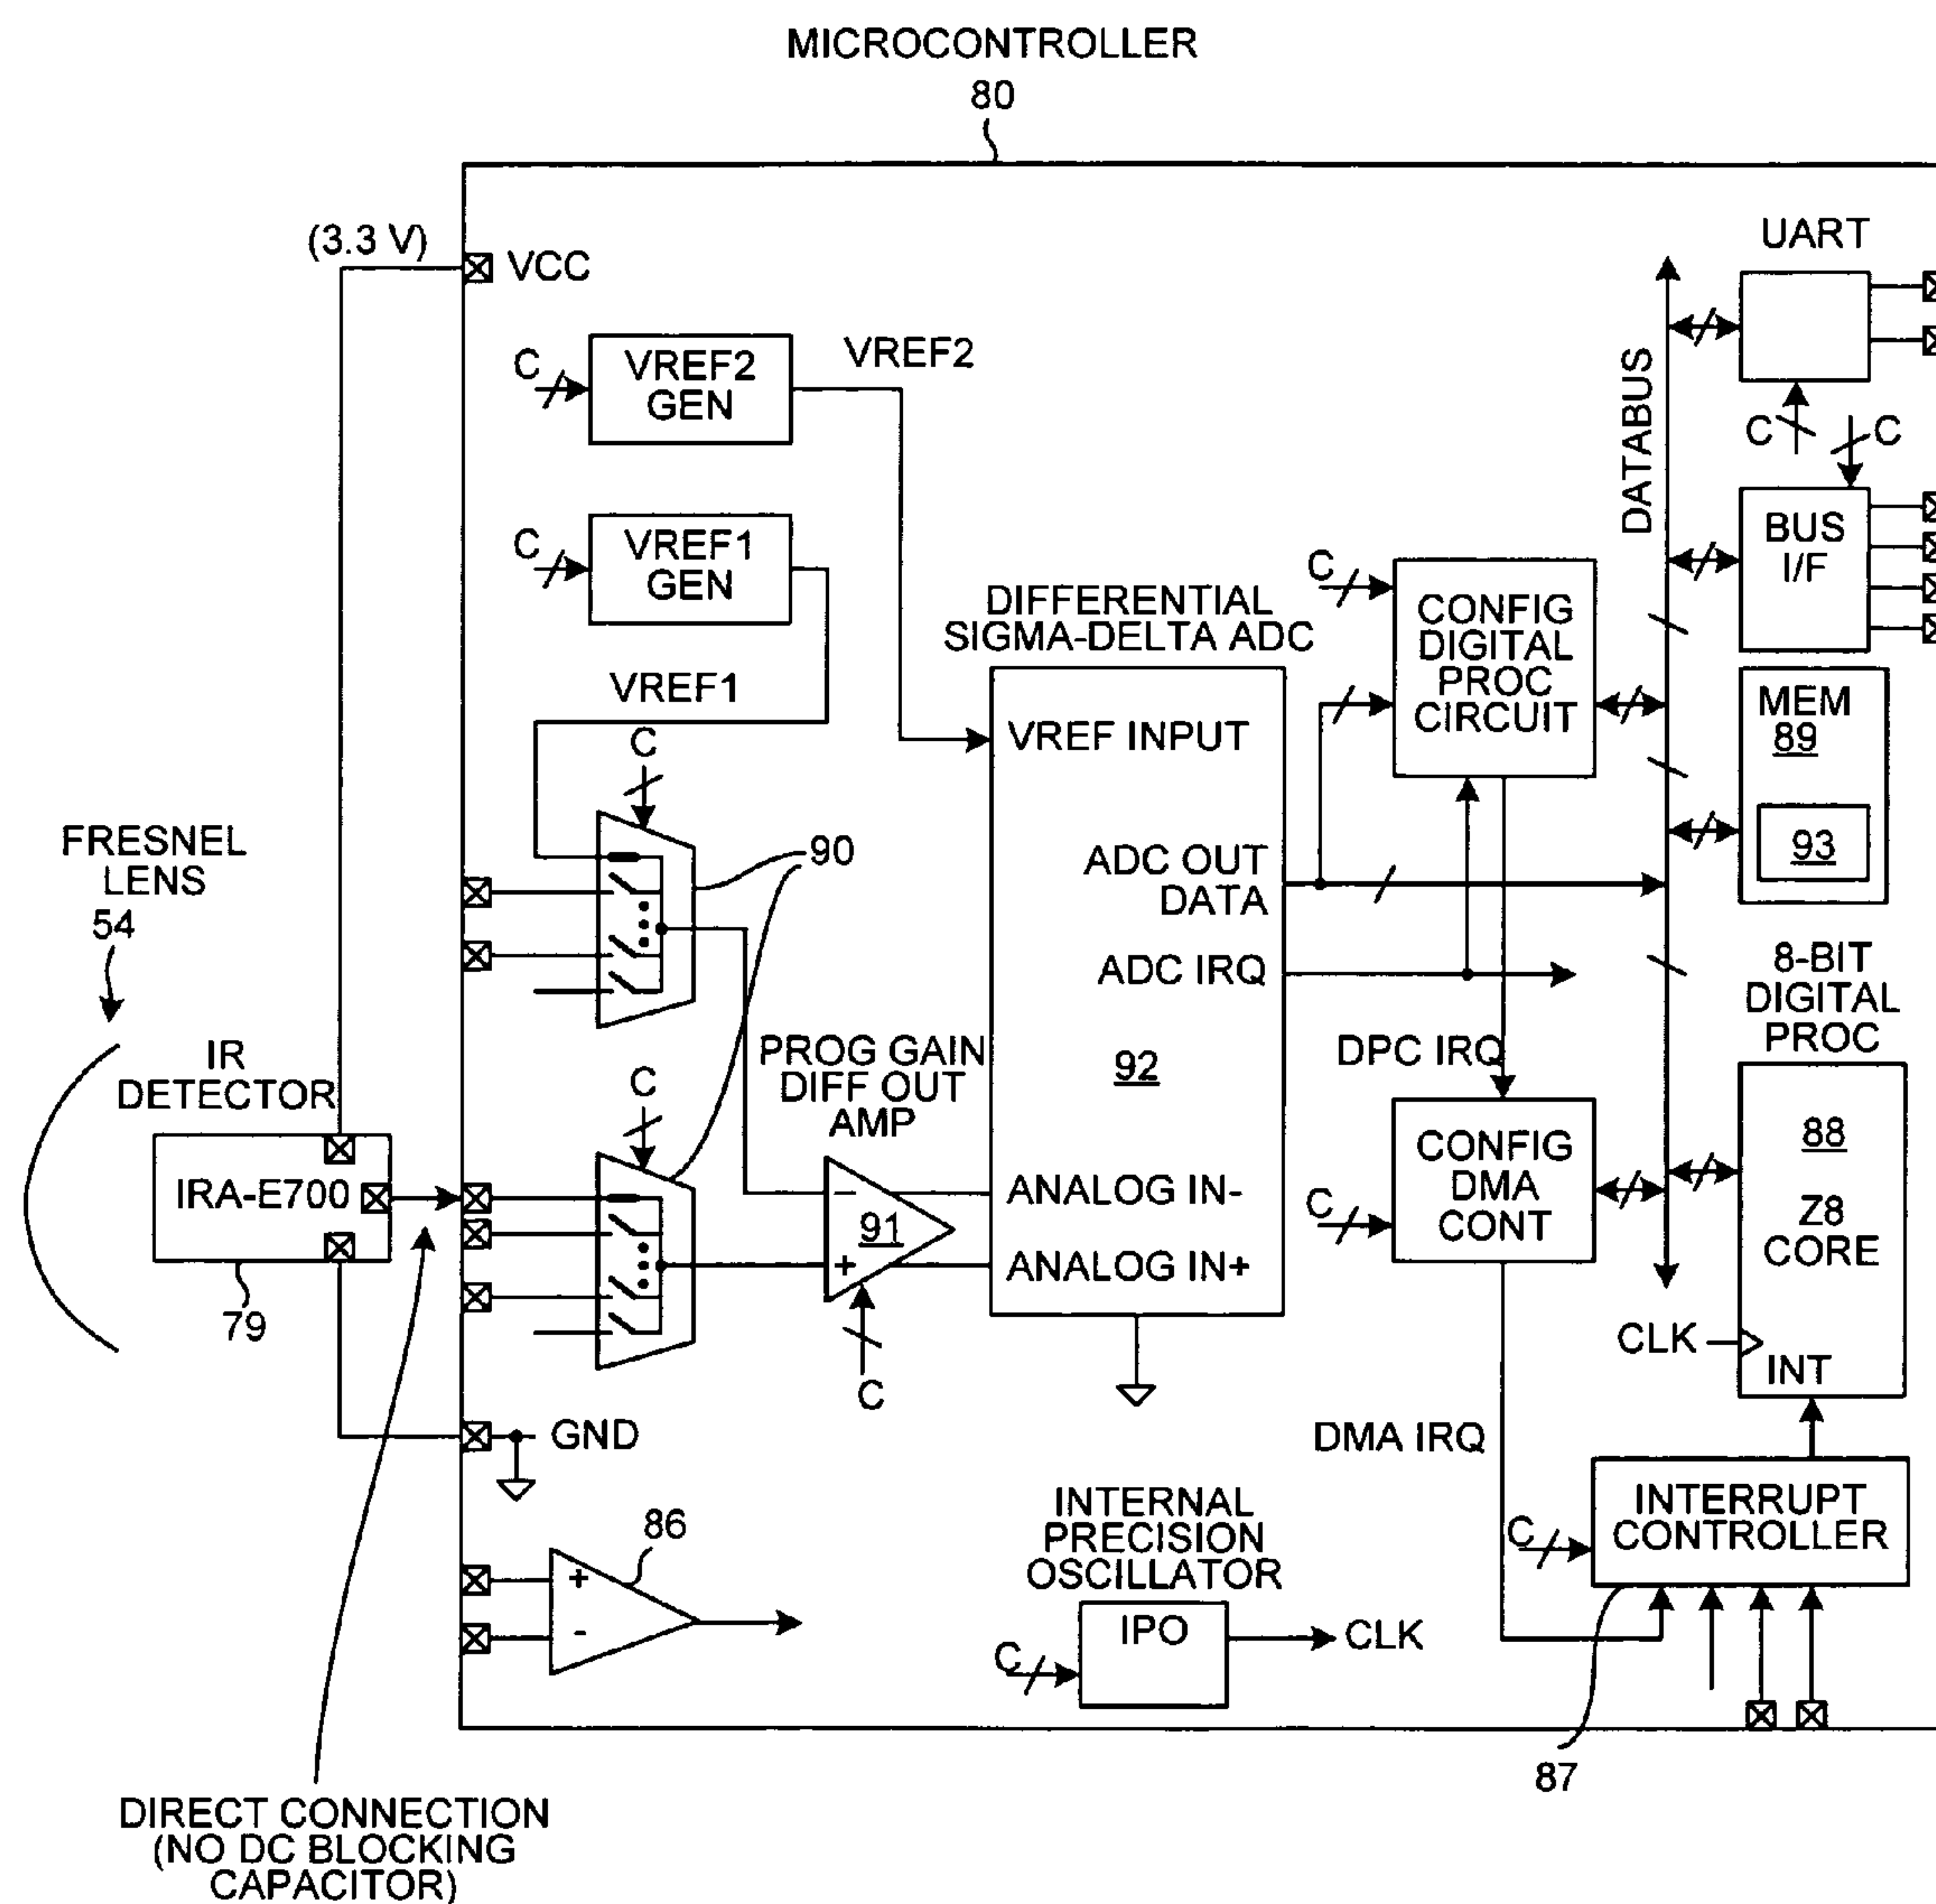 MICROCONTROLLER
80
(3.3 V)
VCC
UART
C
VREF2
GEN
VREF2
DATABUS
C
C
C
VREF1
GEN
BUS
I/F
DIFFERENTIAL
SIGMA-DELTA ADC
C
CONFIG
DIGITAL
PROC
CIRCUIT
VREF1
C
VREF INPUT
MEM
89
93
FRESNEL
LENS
54
90
ADC OUT
DATA
ADC IRQ
8-BIT
DIGITAL
PROC
IR
DETECTOR
C
PROG GAIN
DIFF OUT
AMP
92
DPC IRQ
88
Z8
CORE
CONFIG
DMA
CONT
C
IRA-E700
79
-
91
+
ANALOG IN-
ANALOG IN+
C
CLK
INT
GND
DMA IRQ
86
+
-
INTERNAL
PRECISION
OSCILLATOR
IPO
C
CLK
INTERRUPT
CONTROLLER
C
87
DIRECT CONNECTION
(NO DC BLOCKING
CAPACITOR)